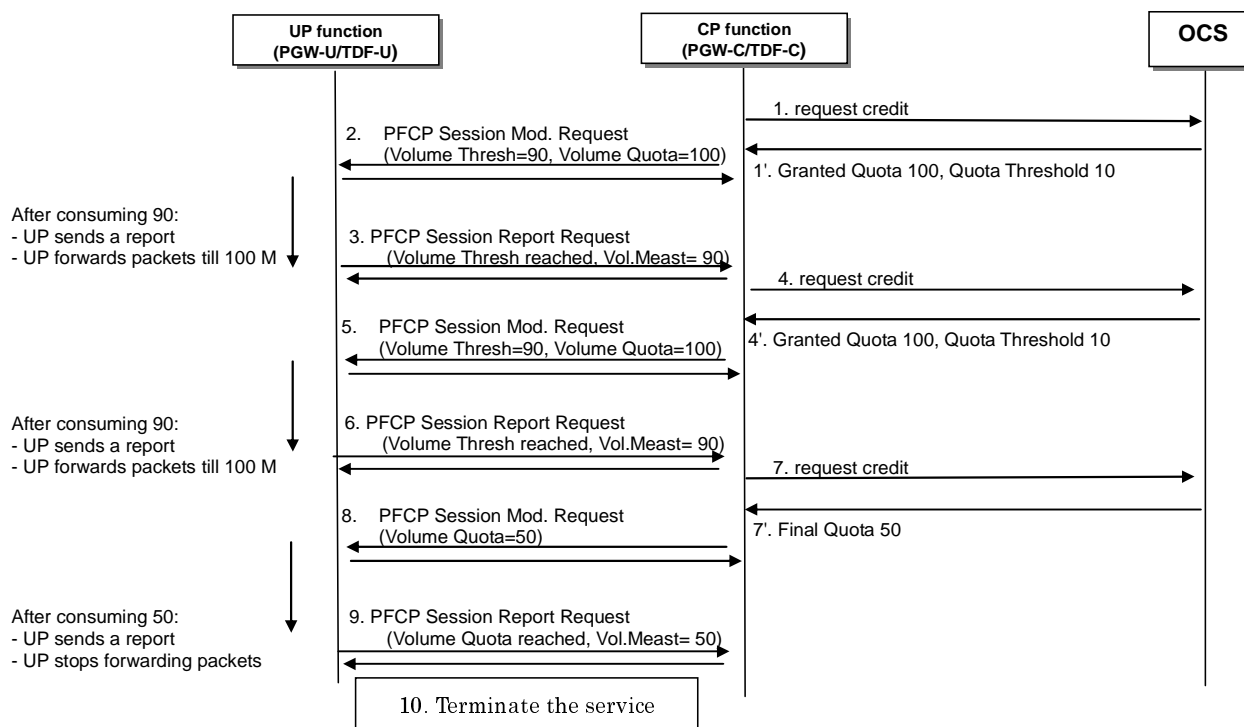 UP function
(PGW-U/TDF-U)
CP function
(PGW-C/TDF-C)
OCS
1. request credit
2. PFCP Session Mod. Request
(Volume Thresh=90, Volume Quota=100)
1'. Granted Quota 100, Quota Threshold 10
After consuming 90:
- UP sends a report
- UP forwards packets till 100 M
3. PFCP Session Report Request
(Volume Thresh reached, Vol.Meast= 90)
4. request credit
5. PFCP Session Mod. Request
(Volume Thresh=90, Volume Quota=100)
4'. Granted Quota 100, Quota Threshold 10
After consuming 90:
- UP sends a report
- UP forwards packets till 100 M
6. PFCP Session Report Request
(Volume Thresh reached, Vol.Meast= 90)
7. request credit
8. PFCP Session Mod. Request
(Volume Quota=50)
7'. Final Quota 50
After consuming 50:
- UP sends a report
- UP stops forwarding packets
9. PFCP Session Report Request
(Volume Quota reached, Vol.Meast= 50)
10. Terminate the service